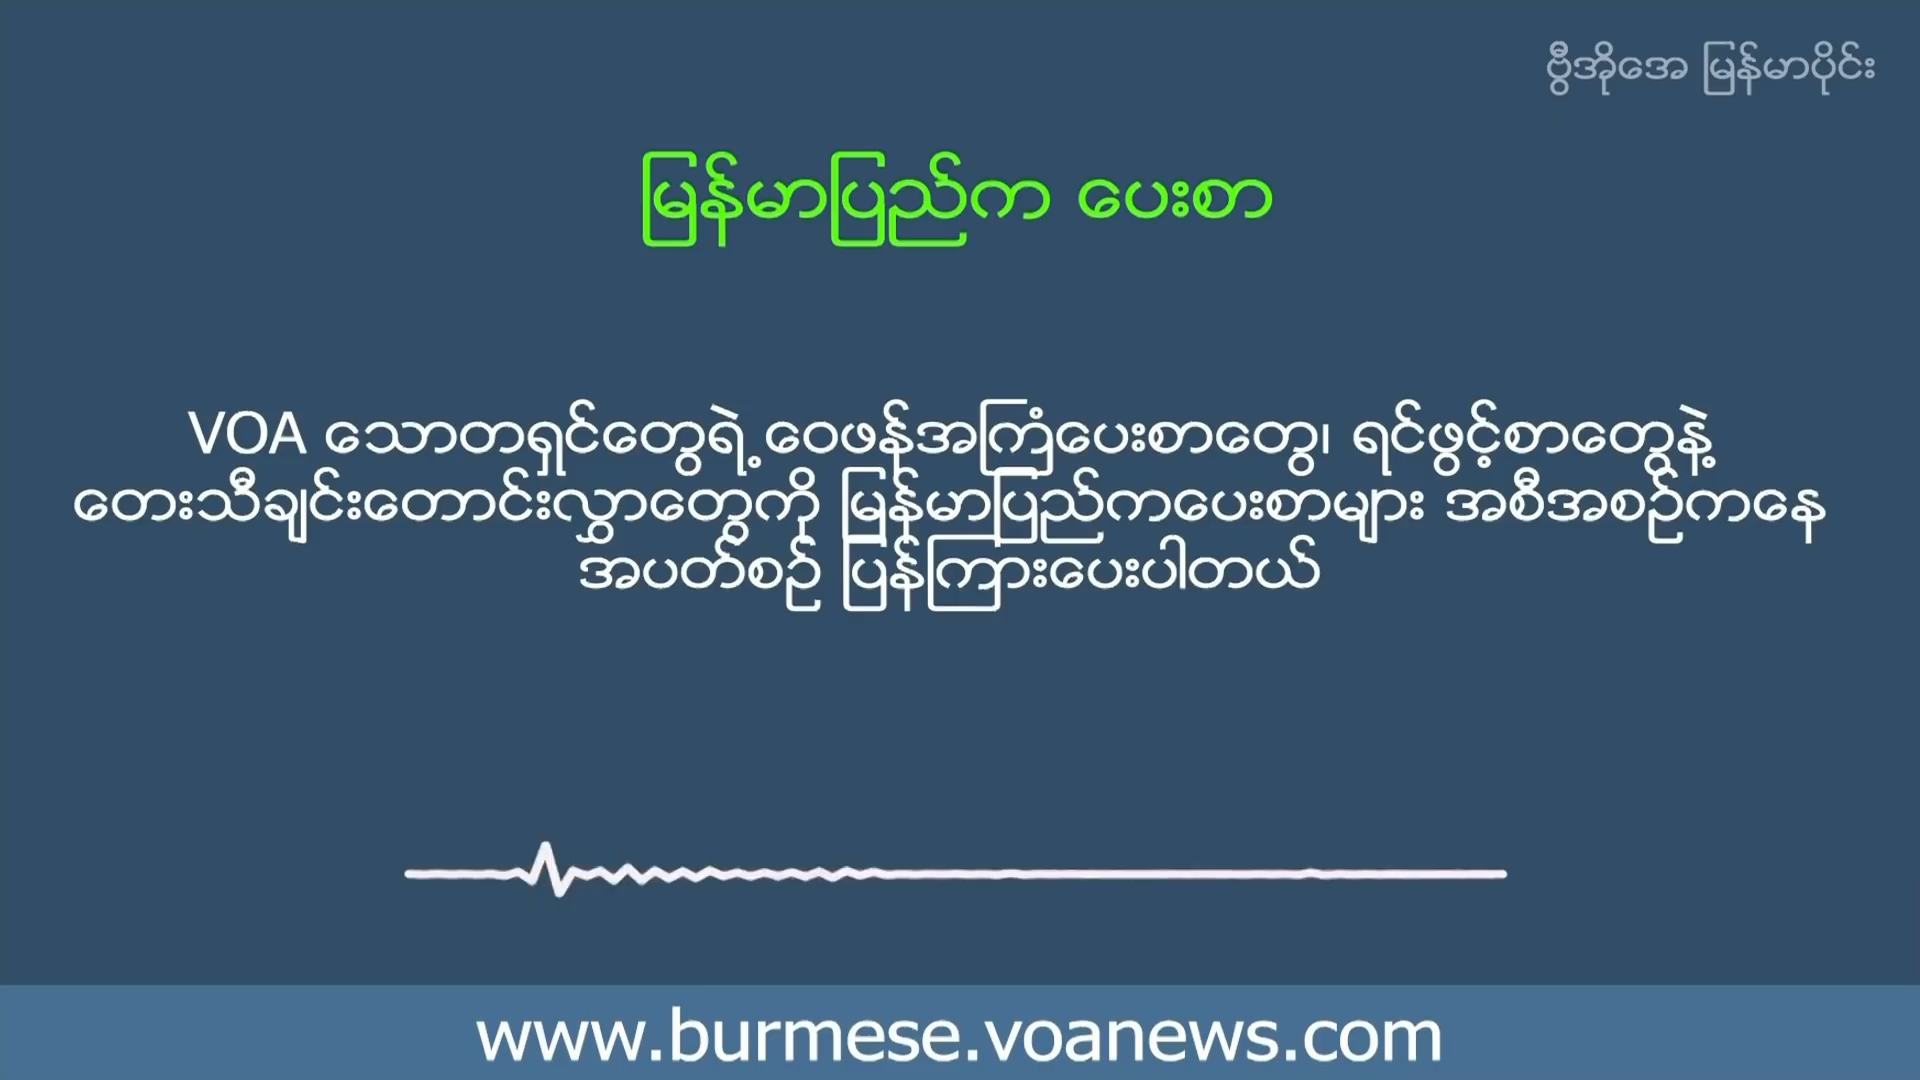 ဗွီအိုအေ မြန်မာပိုင်း
မြန်မာပြည်က ပေးစာ
VOA သောတရှင်တွေရဲ့ ဝေဖန်အကြံပေးစာတွေ၊ ရင်ဖွင့်စာတွေနဲ့
တေးသီချင်းတောင်းလွှာတွေကို မြန်မာပြည်ကပေးစာများ အစီအစဉ်ကနေ
အပတ်စဉ် ပြန်ကြားပေးပါတယ်
www.burmese.voanews.com